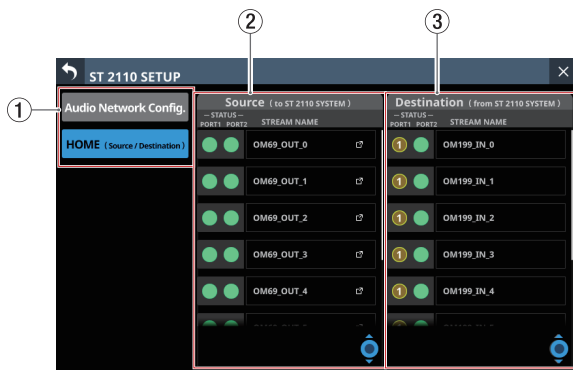 ② ③
ST 2110 SETUP
①
Audio Network Config.
HOME ( Source / Destination )
Source ( to ST 2110 SYSTEM )
STATUS
PORT1 PORT2 STREAM NAME
OM69_OUT_0
OM69_OUT_1
OM69_OUT_2
OM69_OUT_3
OM69_OUT_4
Destination ( from ST 2110 SYSTEM )
STATUS
PORT1 PORT2 STREAM NAME
1 OM199_IN_0
1 OM199_IN_1
1 OM199_IN_2
1 OM199_IN_3
1 OM199_IN_4